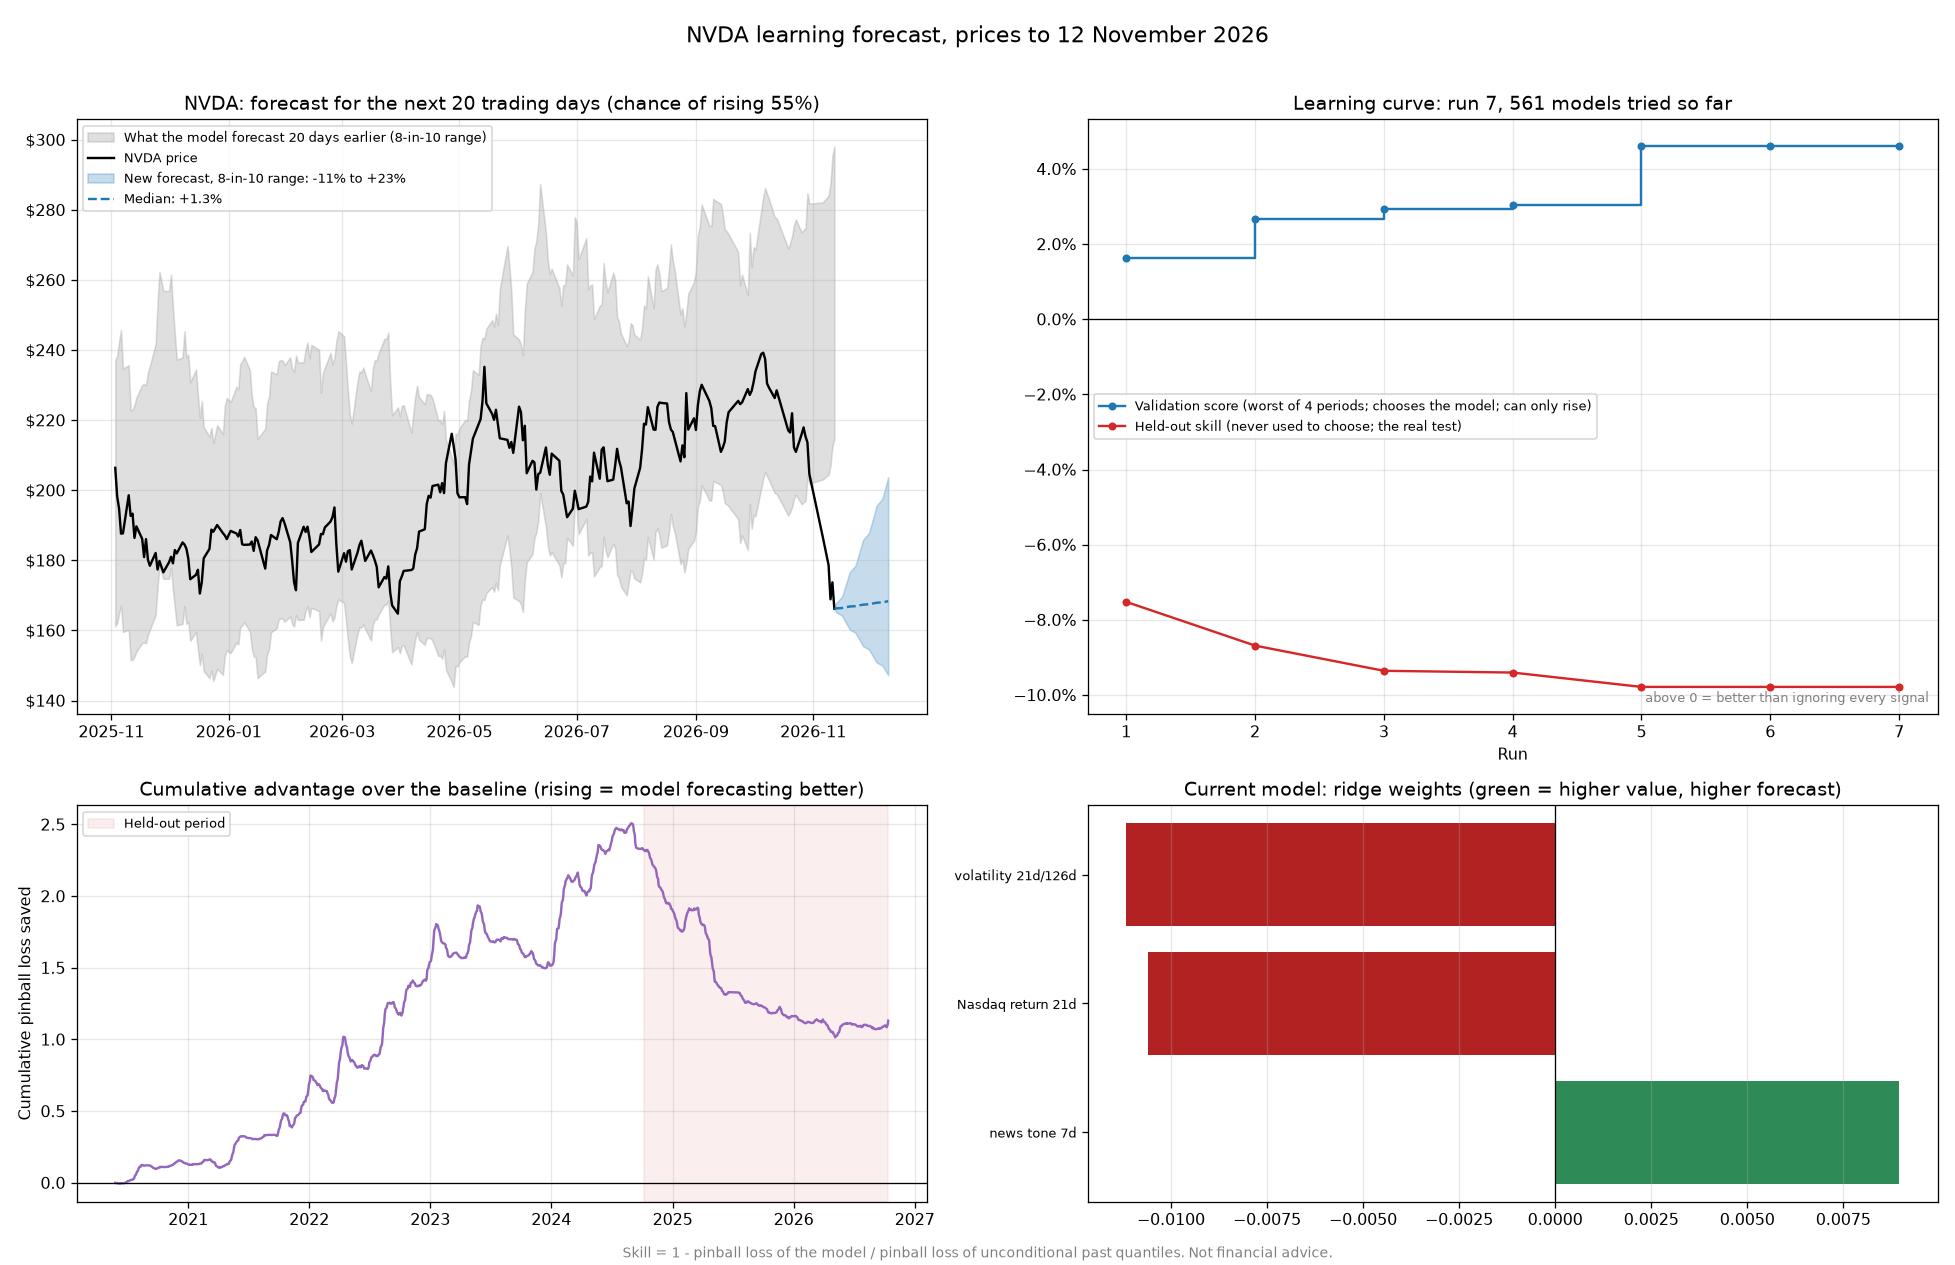 NVDA learning forecast, prices to 12 November 2026
NVDA: forecast for the next 20 trading days (chance of rising 55%)
What the model forecast 20 days earlier (8-in-10 range)
NVDA price
New forecast, 8-in-10 range: -11% to +23%
Median: +1.3%
$300
$280
$260
$240
$220
$200
$180
$160
$140
2025-11 2026-01 2026-03 2026-05 2026-07 2026-09 2026-11
Learning curve: run 7, 561 models tried so far
4.0%
2.0%
0.0%
−2.0%
Validation score (worst of 4 periods; chooses the model; can only rise)
Held-out skill (never used to choose; the real test)
−4.0%
−6.0%
−8.0%
−10.0%
above 0 = better than ignoring every signal
1 2 3 4 5 6 7
Run
Cumulative advantage over the baseline (rising = model forecasting better)
Held-out period
Cumulative pinball loss saved
2.5
2.0
1.5
1.0
0.5
0.0
2021 2022 2023 2024 2025 2026 2027
Current model: ridge weights (green = higher value, higher forecast)
volatility 21d/126d
Nasdaq return 21d
news tone 7d
−0.0100 −0.0075 −0.0050 −0.0025 0.0000 0.0025 0.0050 0.0075
Skill = 1 - pinball loss of the model / pinball loss of unconditional past quantiles. Not financial advice.